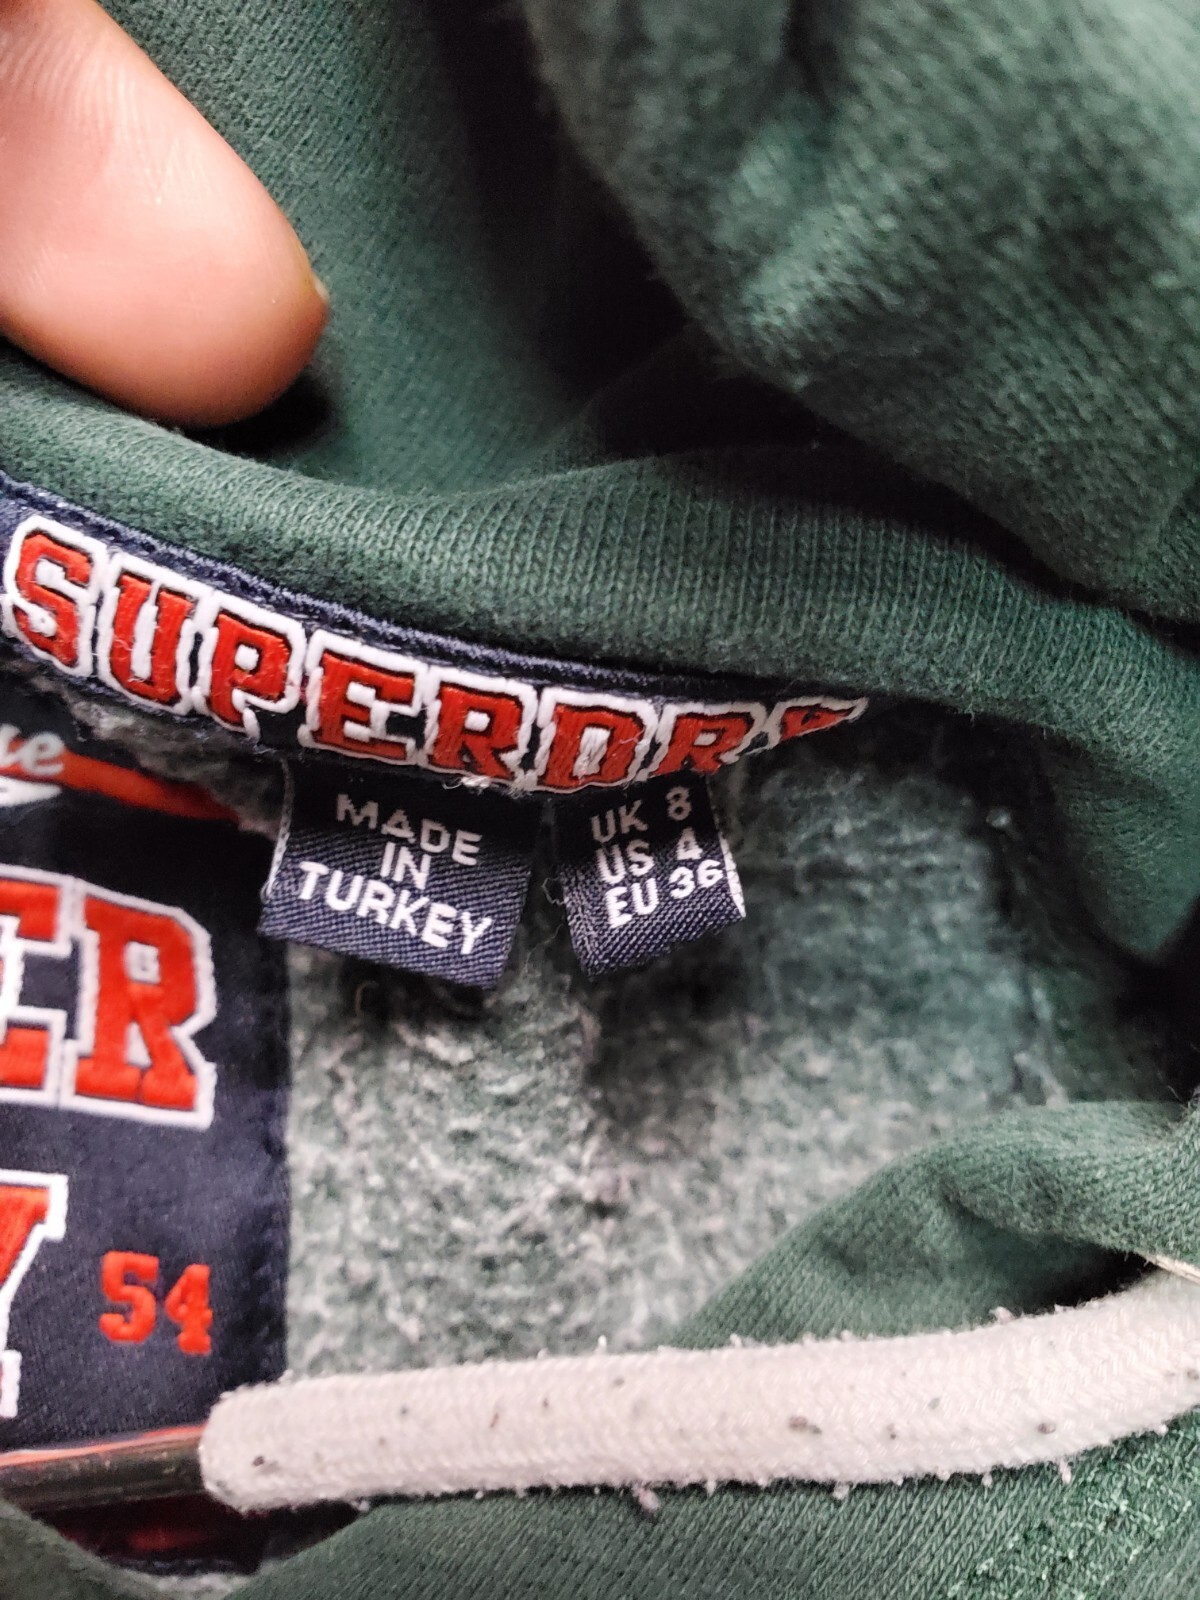 SUPERDRY
MADE
IN
TURKEY
UK 8
US 4
EU 36
ER
Y
54